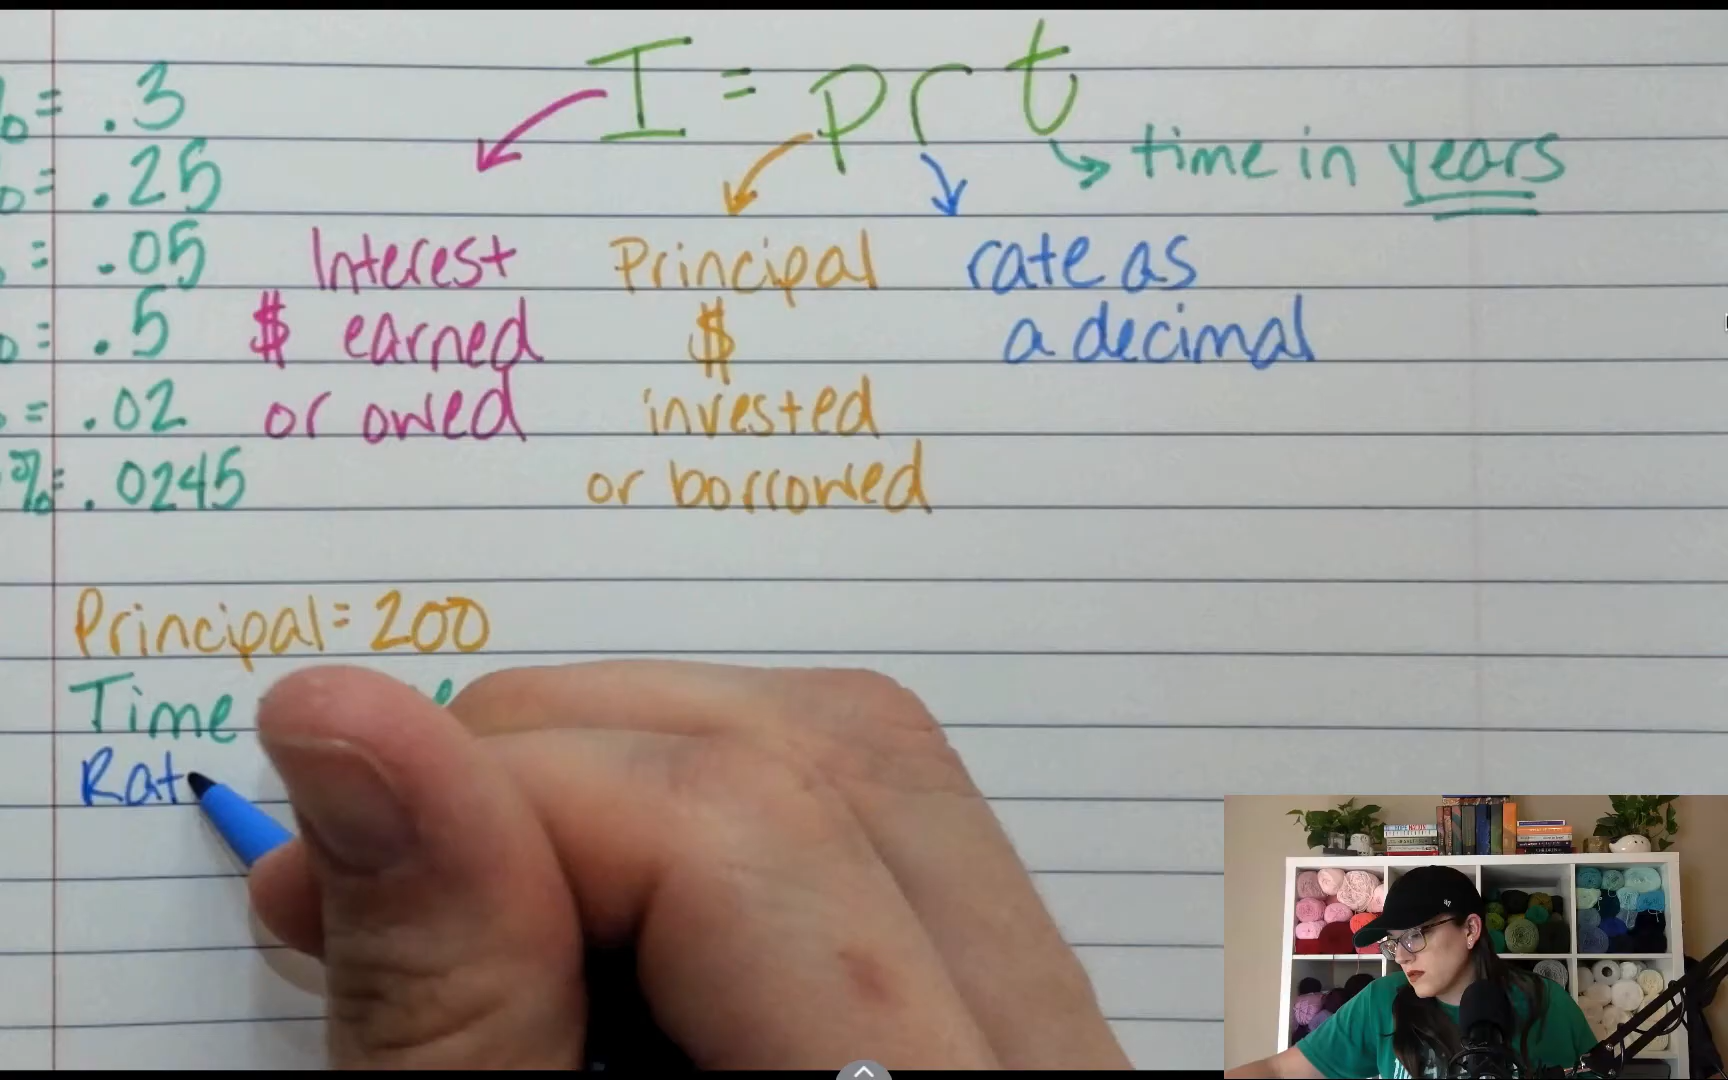 I = prt
time in years
% = .3
% = .25
= .05
= .5
= .02
% = .0245
Interest
$ earned
or owed
Principal
$
invested
or borrowed
rate as
a decimal
Principal = 200
Time
Rat